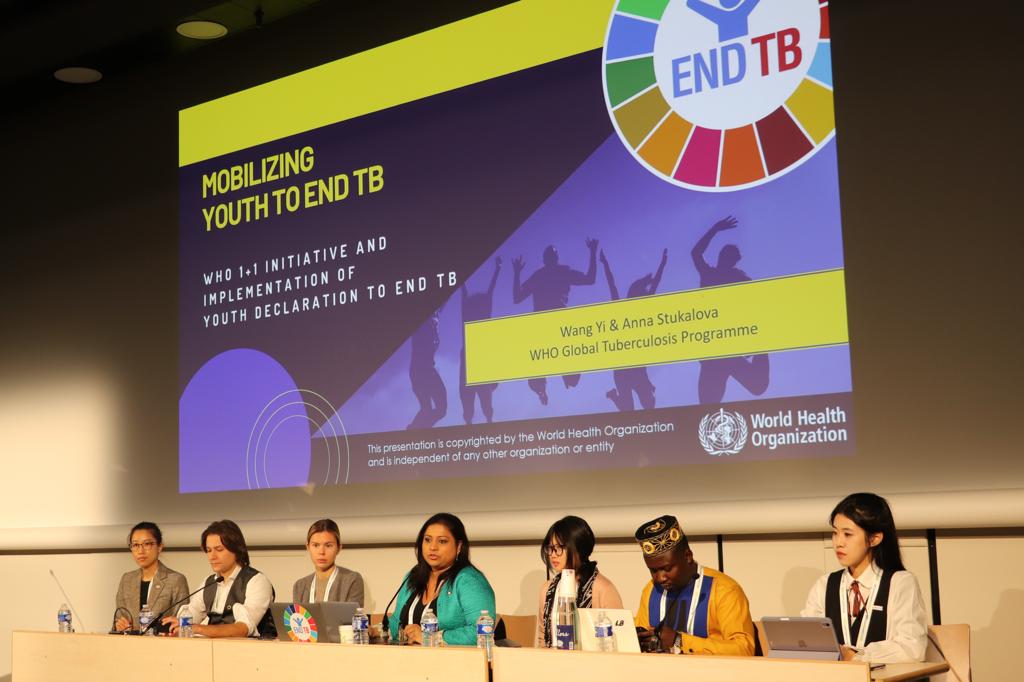 END TB
MOBILIZING
YOUTH TO END TB
WHO 1+1 INITIATIVE AND
IMPLEMENTATION OF
YOUTH DECLARATION TO END TB
Wang Yi & Anna Stukalova
WHO Global Tuberculosis Programme
This presentation is copyrighted by the World Health Organization
and is independent of any other organization or entity
World Health
Organization
END TB